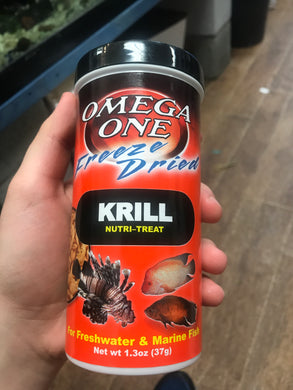 OMEGA
ONE
Freeze
Dried
KRILL
NUTRI-TREAT
For Freshwater & Marine Fish
Net wt 1.3oz (37g)